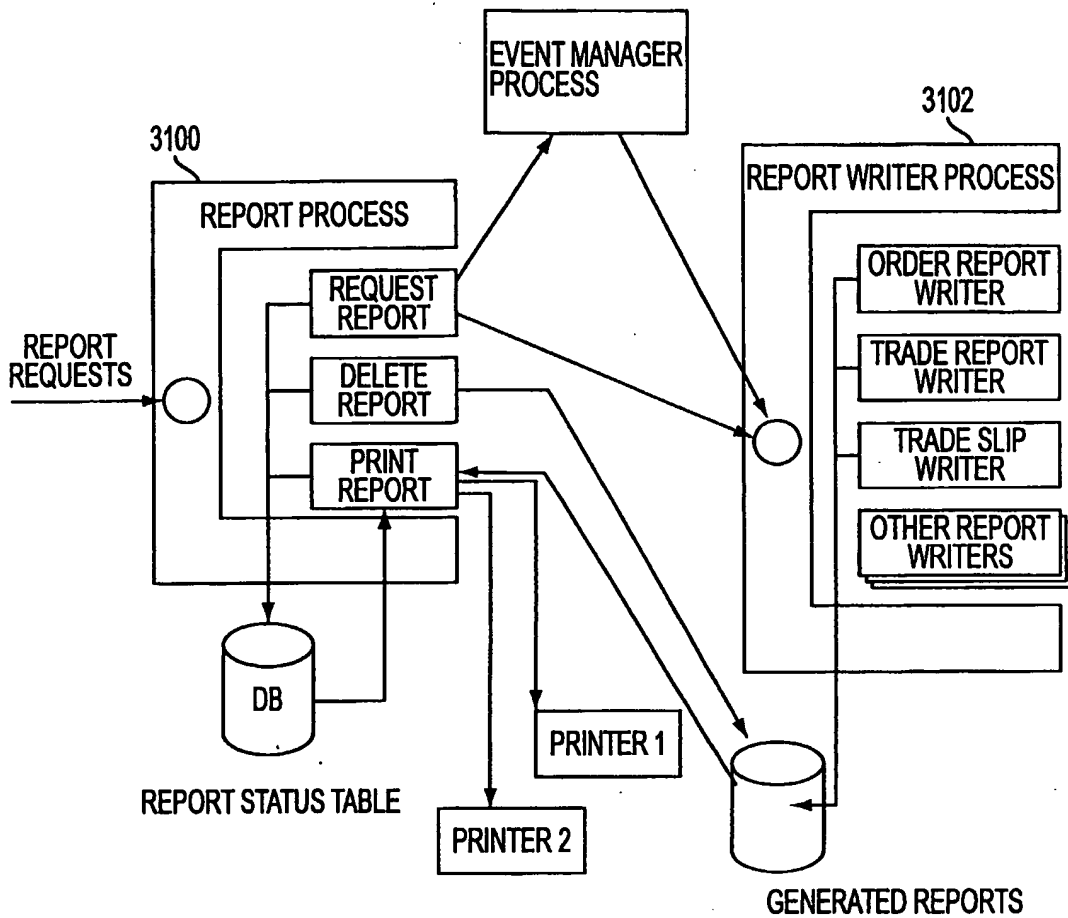 EVENT MANAGER
PROCESS
3100
3102
REPORT PROCESS
REPORT WRITER PROCESS
REQUEST
REPORT
ORDER REPORT
WRITER
REPORT
REQUESTS
DELETE
REPORT
TRADE REPORT
WRITER
PRINT
REPORT
TRADE SLIP
WRITER
OTHER REPORT
WRITERS
DB
PRINTER 1
REPORT STATUS TABLE
PRINTER 2
GENERATED REPORTS